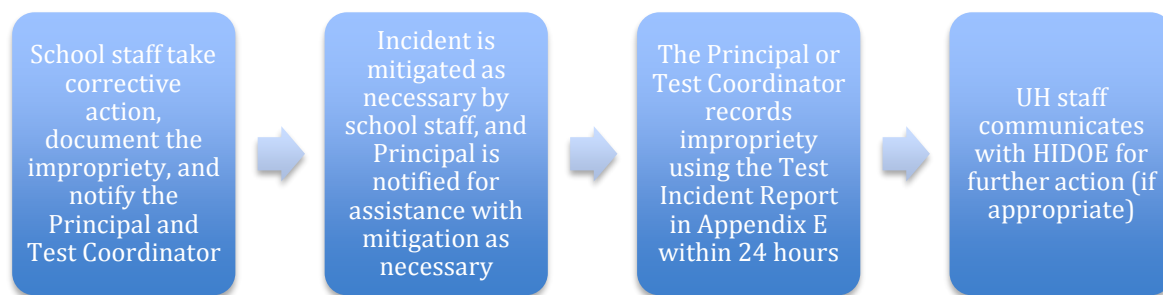 School staff take
corrective
action,
document the
impropriety, and
notify the
Principal and
Test Coordinator
Incident is
mitigated as
necessary by
school staff, and
Principal is
notified for
assistance with
mitigation as
necessary
The Principal or
Test Coordinator
records
impropriety
using the Test
Incident Report
in Appendix E
within 24 hours
UH staff
communicates
with HIDOE for
further action (if
appropriate)